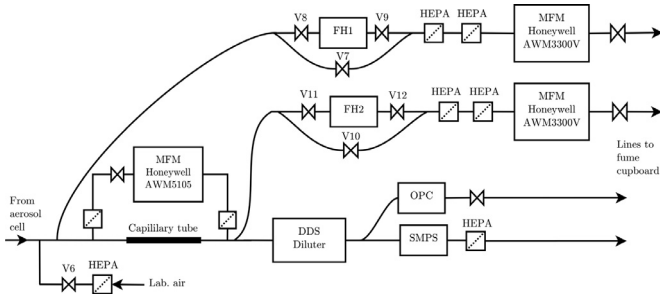 HEPA HEPA
MFM
Honeywell
AWM3300V
V8
FH1
V9
V7
HEPA HEPA
MFM
Honeywell
AWM3300V
V11
FH2
V12
V10
Lines to
fume
cupboard
MFM
Honeywell
AWM5105
From
aerosol
cell
Capililary tube
DDS
Diluter
OPC
SMPS
HEPA
V6
HEPA
Lab. air